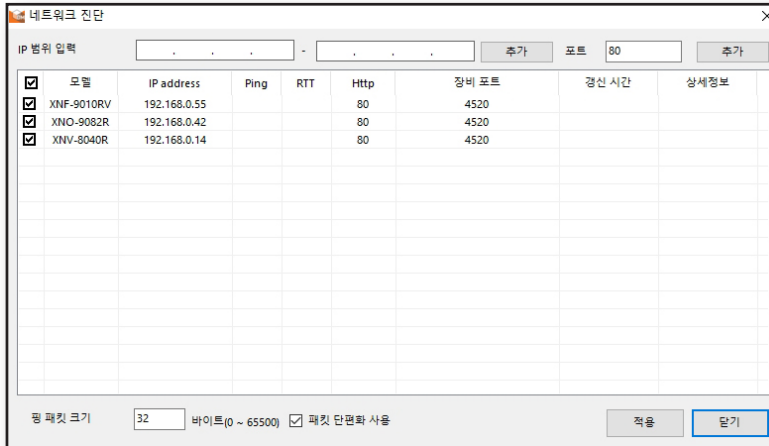 네트워크 진단
IP 범위 입력 . . . - . . . 추가 포트 80 추가
모델 IP address Ping RTT Http 장비 포트 갱신 시간 상세정보
XNF-9010RV 192.168.0.55 80 4520
XNO-9082R 192.168.0.42 80 4520
XNV-8040R 192.168.0.14 80 4520
핑 패킷 크기 32 바이트(0 ~ 65500) 패킷 단편화 사용 적용 닫기